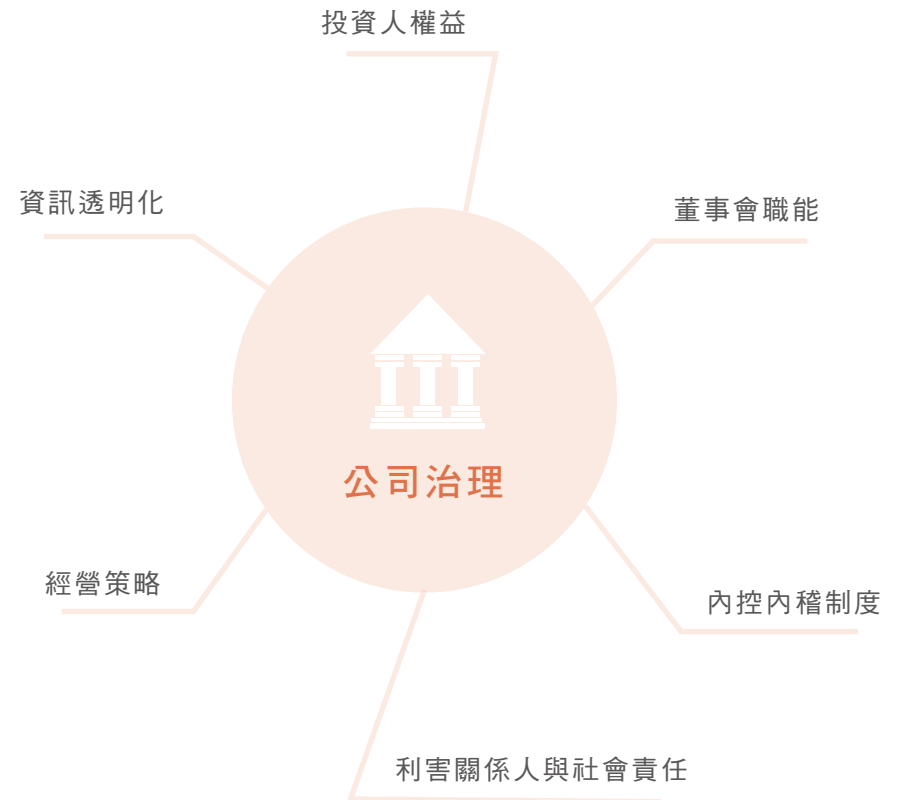 投資人權益
資訊透明化
董事會職能
公司治理
經營策略
內控內稽制度
利害關係人與社會責任